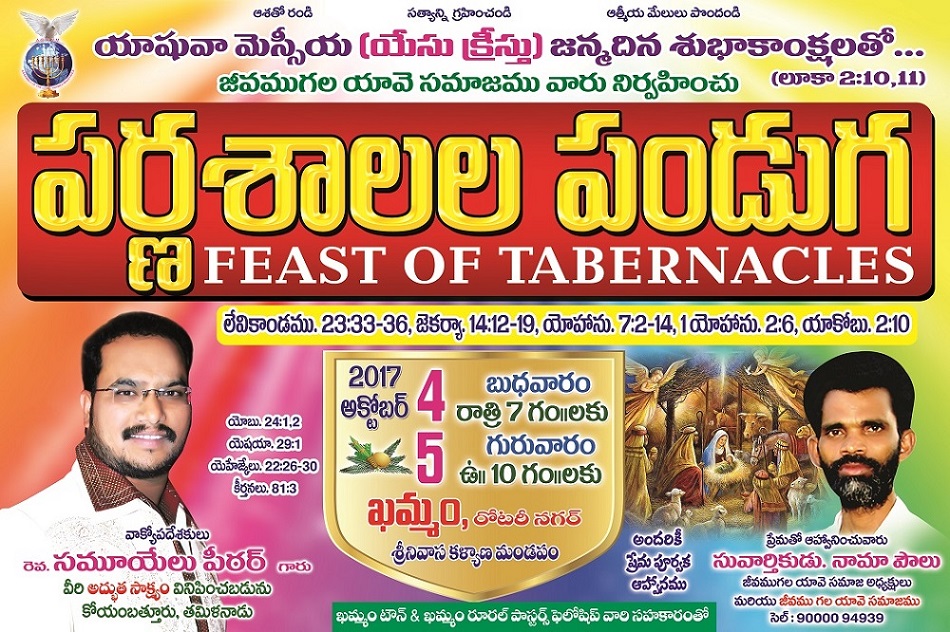 ఆశతో రండి సత్యాన్ని గ్రహించండి ఆత్మీయ మేలులు పొందండి
యాషువా మెస్సీయ (యేసు క్రీస్తు) జన్మదిన శుభాకాంక్షలతో...
జీవముగల యావె సమాజము వారు నిర్వహించు (లూకా 2:10,11)
పర్ణశాలల పండుగ
FEAST OF TABERNACLES
లేవికాండము. 23:33-36, జెకర్యా 14:12-19, యోహాను. 7:2-14, 1 యోహాను. 2:6, యాకోబు. 2:10
యోబు. 24:1,2
యెషయా. 29:1
యెహేజ్కేలు. 22:26-30
కీర్తనలు. 81:3
2017
అక్టోబర్
4 బుధవారం
రాత్రి 7 గం॥లకు
5 గురువారం
ఉ॥ 10 గం॥లకు
ఖమ్మం, రోటరీ నగర్
శ్రీనివాస కళ్యాణ మండపం
వాక్యోపదేశకులు
రెవ. సమూయేలు పీఠర్ గారు
వీరి అద్భుత సాక్ష్యం వినిపించబడును
కోయంబత్తూరు, తమిళనాడు
అందరికీ
ప్రేమ పూర్వక
ఆహ్వానము
ప్రేమతో ఆహ్వానించువారు
సువార్తికుడు. నామా పౌలు
జీవముగల యావె సమాజ అధ్యక్షులు
మరియు జీవము గల యావె సమాజము
సెల్ : 90000 94939
ఖమ్మం టౌన్ & ఖమ్మం రూరల్ పాస్టర్స్ ఫెలోషిప్ వారి సహకారంతో